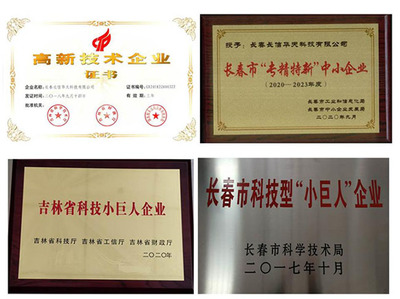 高新技术企业
证书
授予：长春长信华天科技有限公司
长春市“专精特新”中小企业
（2020—2023年度）
长春市工业和信息化局
长春市中小企业发展局
二〇二〇年九月
吉林省科技小巨人企业
吉林省科技厅 吉林省工信厅 吉林省财政厅
二〇二〇年
长春市科技型“小巨人”企业
长春市科学技术局
二〇一七年十月